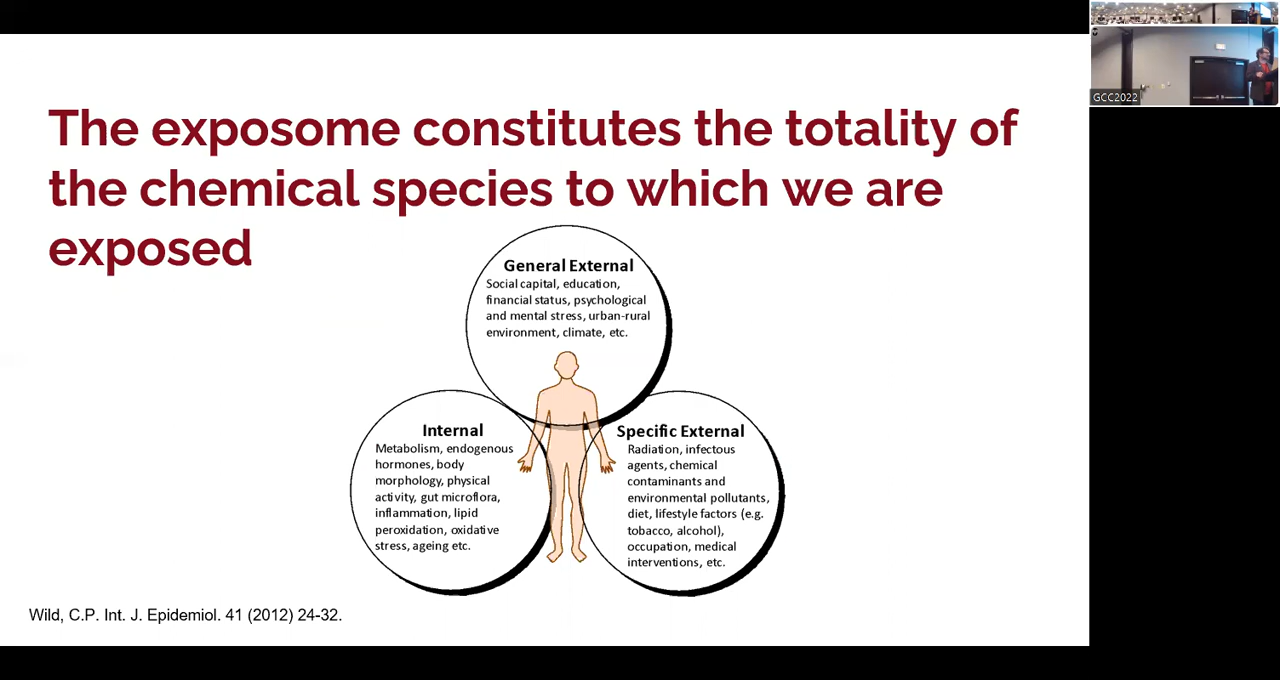 The exposome constitutes the totality of
the chemical species to which we are
exposed
General External
Social capital, education,
financial status, psychological
and mental stress, urban-rural
environment, climate, etc.
Internal
Metabolism, endogenous
hormones, body
morphology, physical
activity, gut microflora,
inflammation, lipid
peroxidation, oxidative
stress, ageing etc.
Specific External
Radiation, infectous
agents, chemical
contaminants and
environmental pollutants,
diet, lifestyle factors (e.g.
tobacco, alcohol),
occupation, medical
interventions, etc.
Wild, C.P. Int. J. Epidemiol. 41 (2012) 24-32.
GCC2022